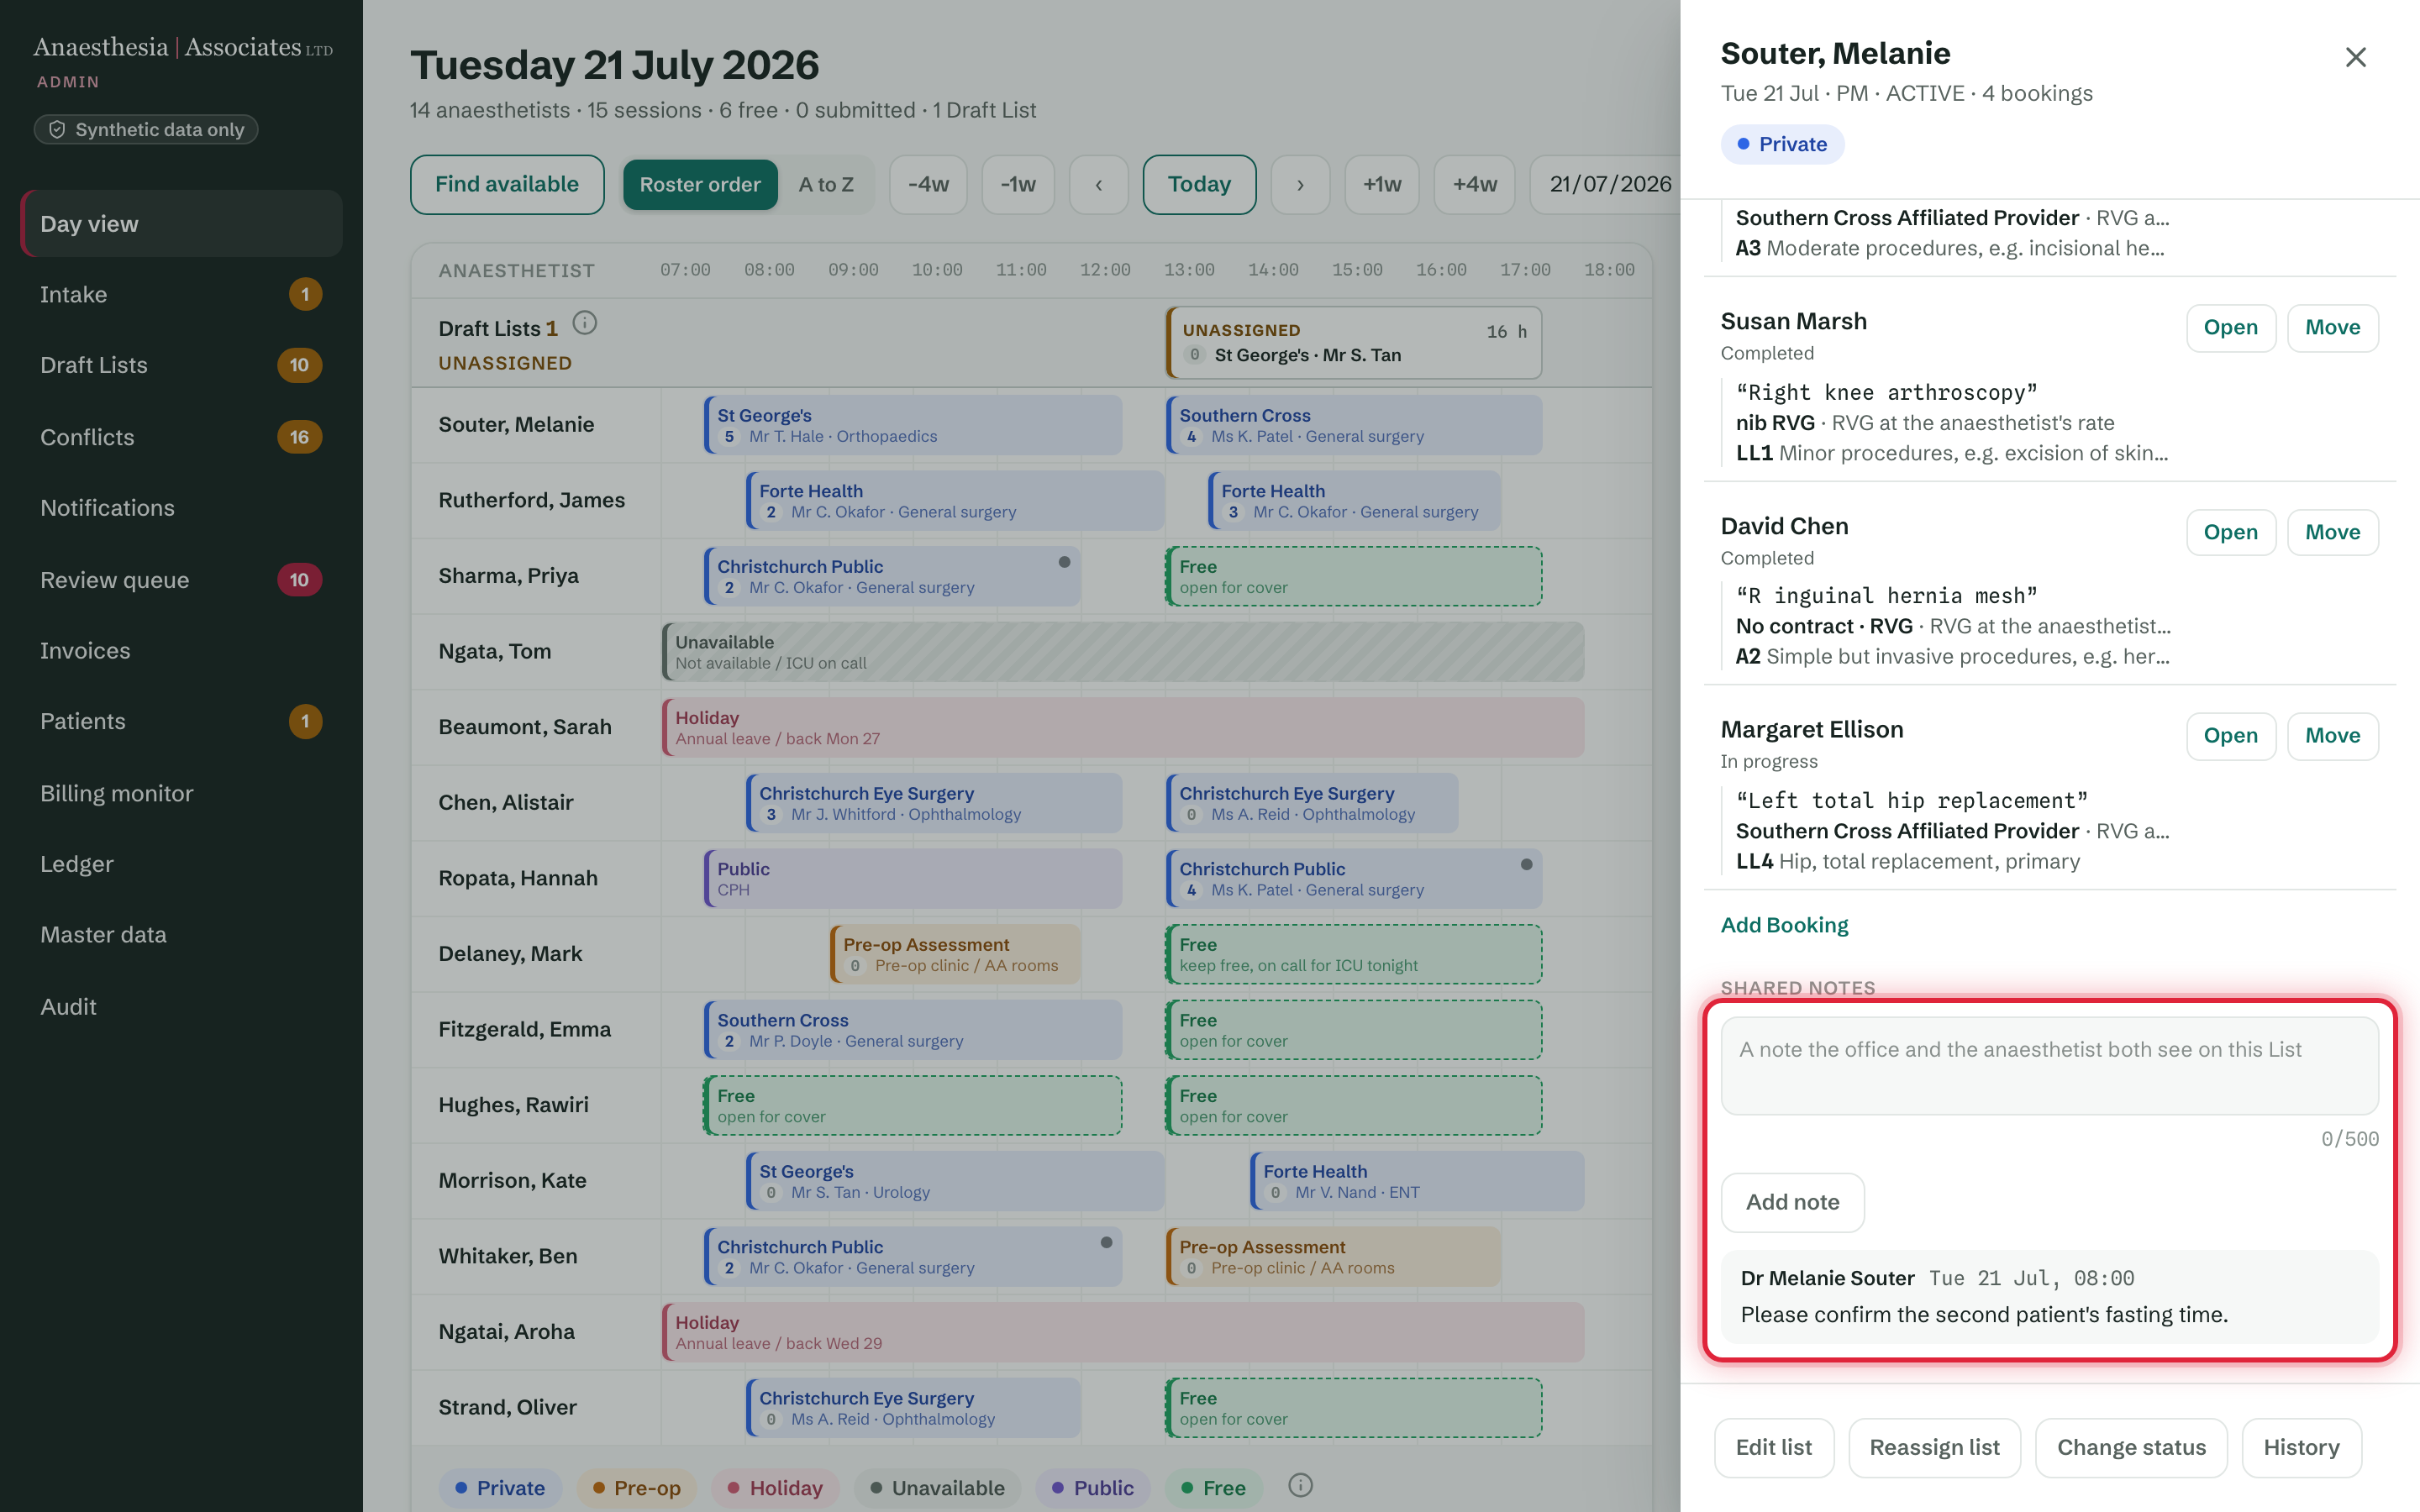 Anaesthesia | Associates LTD
ADMIN
Synthetic data only
Day view
Intake 1
Draft Lists 10
Conflicts 16
Notifications
Review queue 10
Invoices
Patients 1
Billing monitor
Ledger
Master data
Audit
Tuesday 21 July 2026
14 anaesthetists · 15 sessions · 6 free · 0 submitted · 1 Draft List
Find available Roster order A to Z -4w -1w ‹ Today › +1w +4w 21/07/2026
ANAESTHETIST 07:00 08:00 09:00 10:00 11:00 12:00 13:00 14:00 15:00 16:00 17:00 18:00
Draft Lists 1
UNASSIGNED
UNASSIGNED 16 h
0 St George's · Mr S. Tan
Souter, Melanie
St George's
5 Mr T. Hale · Orthopaedics
Southern Cross
4 Ms K. Patel · General surgery
Rutherford, James
Forte Health
2 Mr C. Okafor · General surgery
Forte Health
3 Mr C. Okafor · General surgery
Sharma, Priya
Christchurch Public
2 Mr C. Okafor · General surgery
Free
open for cover
Ngata, Tom
Unavailable
Not available / ICU on call
Beaumont, Sarah
Holiday
Annual leave / back Mon 27
Chen, Alistair
Christchurch Eye Surgery
3 Mr J. Whitford · Ophthalmology
Christchurch Eye Surgery
0 Ms A. Reid · Ophthalmology
Ropata, Hannah
Public
CPH
Christchurch Public
4 Ms K. Patel · General surgery
Delaney, Mark
Pre-op Assessment
0 Pre-op clinic / AA rooms
Free
keep free, on call for ICU tonight
Fitzgerald, Emma
Southern Cross
2 Mr P. Doyle · General surgery
Free
open for cover
Hughes, Rawiri
Free
open for cover
Free
open for cover
Morrison, Kate
St George's
0 Mr S. Tan · Urology
Forte Health
0 Mr V. Nand · ENT
Whitaker, Ben
Christchurch Public
2 Mr C. Okafor · General surgery
Pre-op Assessment
0 Pre-op clinic / AA rooms
Ngatai, Aroha
Holiday
Annual leave / back Wed 29
Strand, Oliver
Christchurch Eye Surgery
0 Ms A. Reid · Ophthalmology
Free
open for cover
Private Pre-op Holiday Unavailable Public Free
Souter, Melanie
Tue 21 Jul · PM · ACTIVE · 4 bookings
Private
Southern Cross Affiliated Provider · RVG a...
A3 Moderate procedures, e.g. incisional he...
Susan Marsh Open Move
Completed
“Right knee arthroscopy”
nib RVG · RVG at the anaesthetist's rate
LL1 Minor procedures, e.g. excision of skin...
David Chen Open Move
Completed
“R inguinal hernia mesh”
No contract · RVG · RVG at the anaesthetist...
A2 Simple but invasive procedures, e.g. her...
Margaret Ellison Open Move
In progress
“Left total hip replacement”
Southern Cross Affiliated Provider · RVG a...
LL4 Hip, total replacement, primary
Add Booking
SHARED NOTES
A note the office and the anaesthetist both see on this List
0/500
Add note
Dr Melanie Souter Tue 21 Jul, 08:00
Please confirm the second patient's fasting time.
Edit list Reassign list Change status History